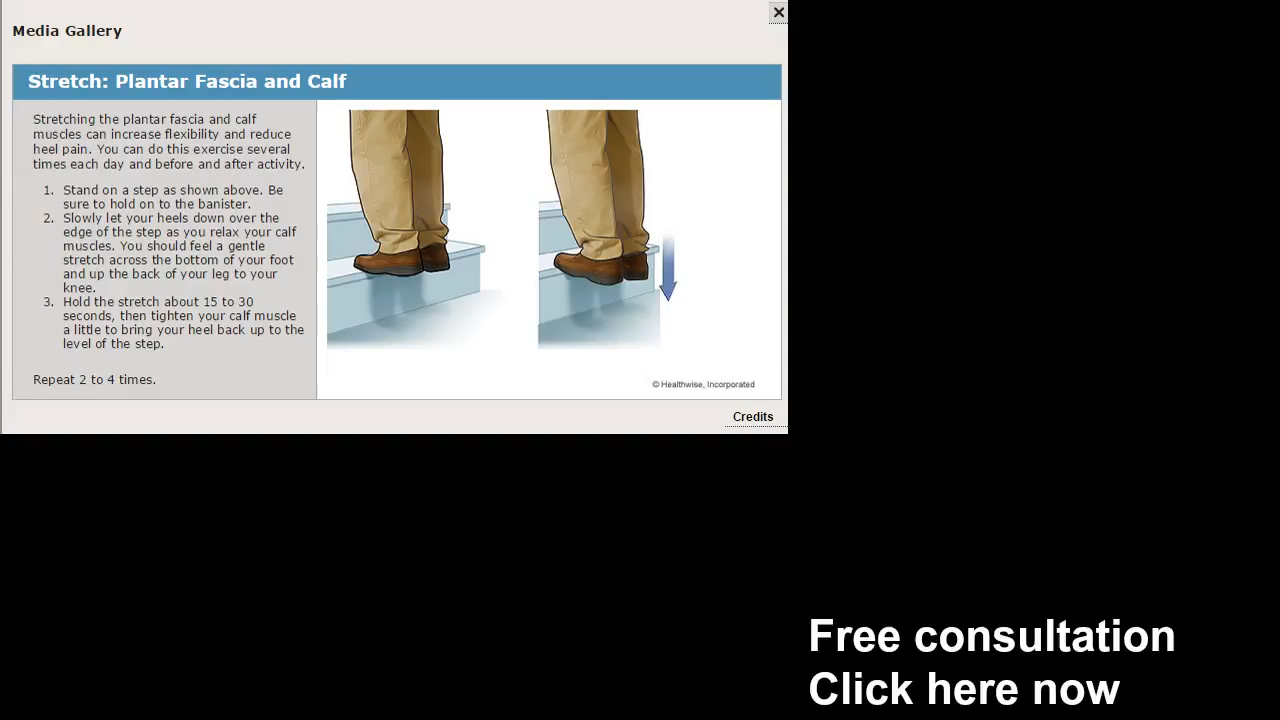 Media Gallery
Stretch: Plantar Fascia and Calf
Stretching the plantar fascia and calf
muscles can increase flexibility and reduce
heel pain. You can do this exercise several
times each day and before and after activity.
1. Stand on a step as shown above. Be
sure to hold on to the banister.
2. Slowly let your heels down over the
edge of the step as you relax your calf
muscles. You should feel a gentle
stretch across the bottom of your foot
and up the back of your leg to your
knee.
3. Hold the stretch about 15 to 30
seconds, then tighten your calf muscle
a little to bring your heel back up to the
level of the step.
Repeat 2 to 4 times.
© Healthwise, Incorporated
Credits
Free consultation
Click here now